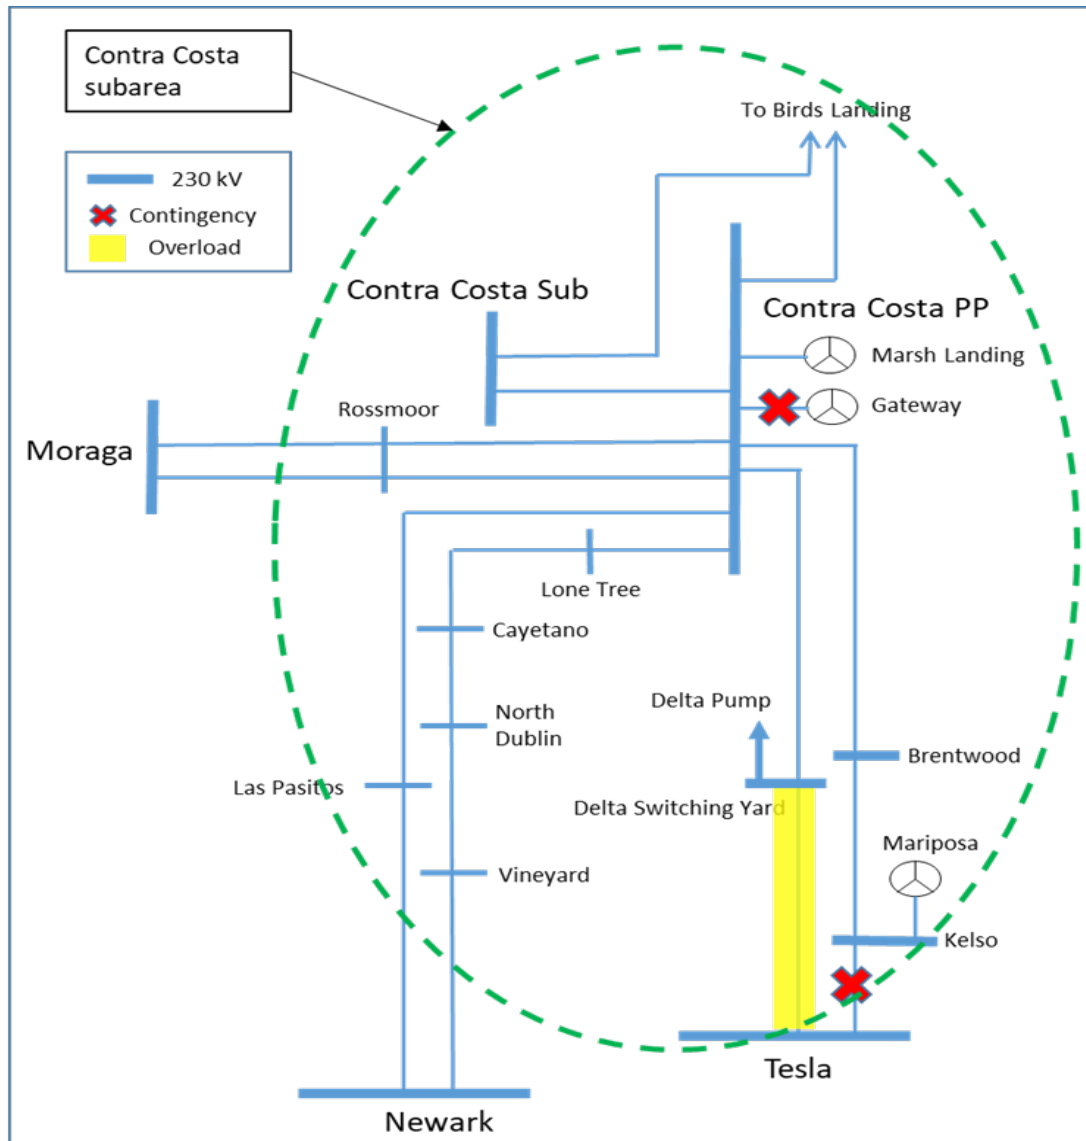 Contra Costa
subarea
To Birds Landing
230 kV
Contingency
Overload
Contra Costa Sub
Contra Costa PP
Marsh Landing
Gateway
Rossmoor
Moraga
Lone Tree
Cayetano
Delta Pump
North
Dublin
Brentwood
Las Pasitos
Delta Switching Yard
Mariposa
Vineyard
Kelso
Tesla
Newark